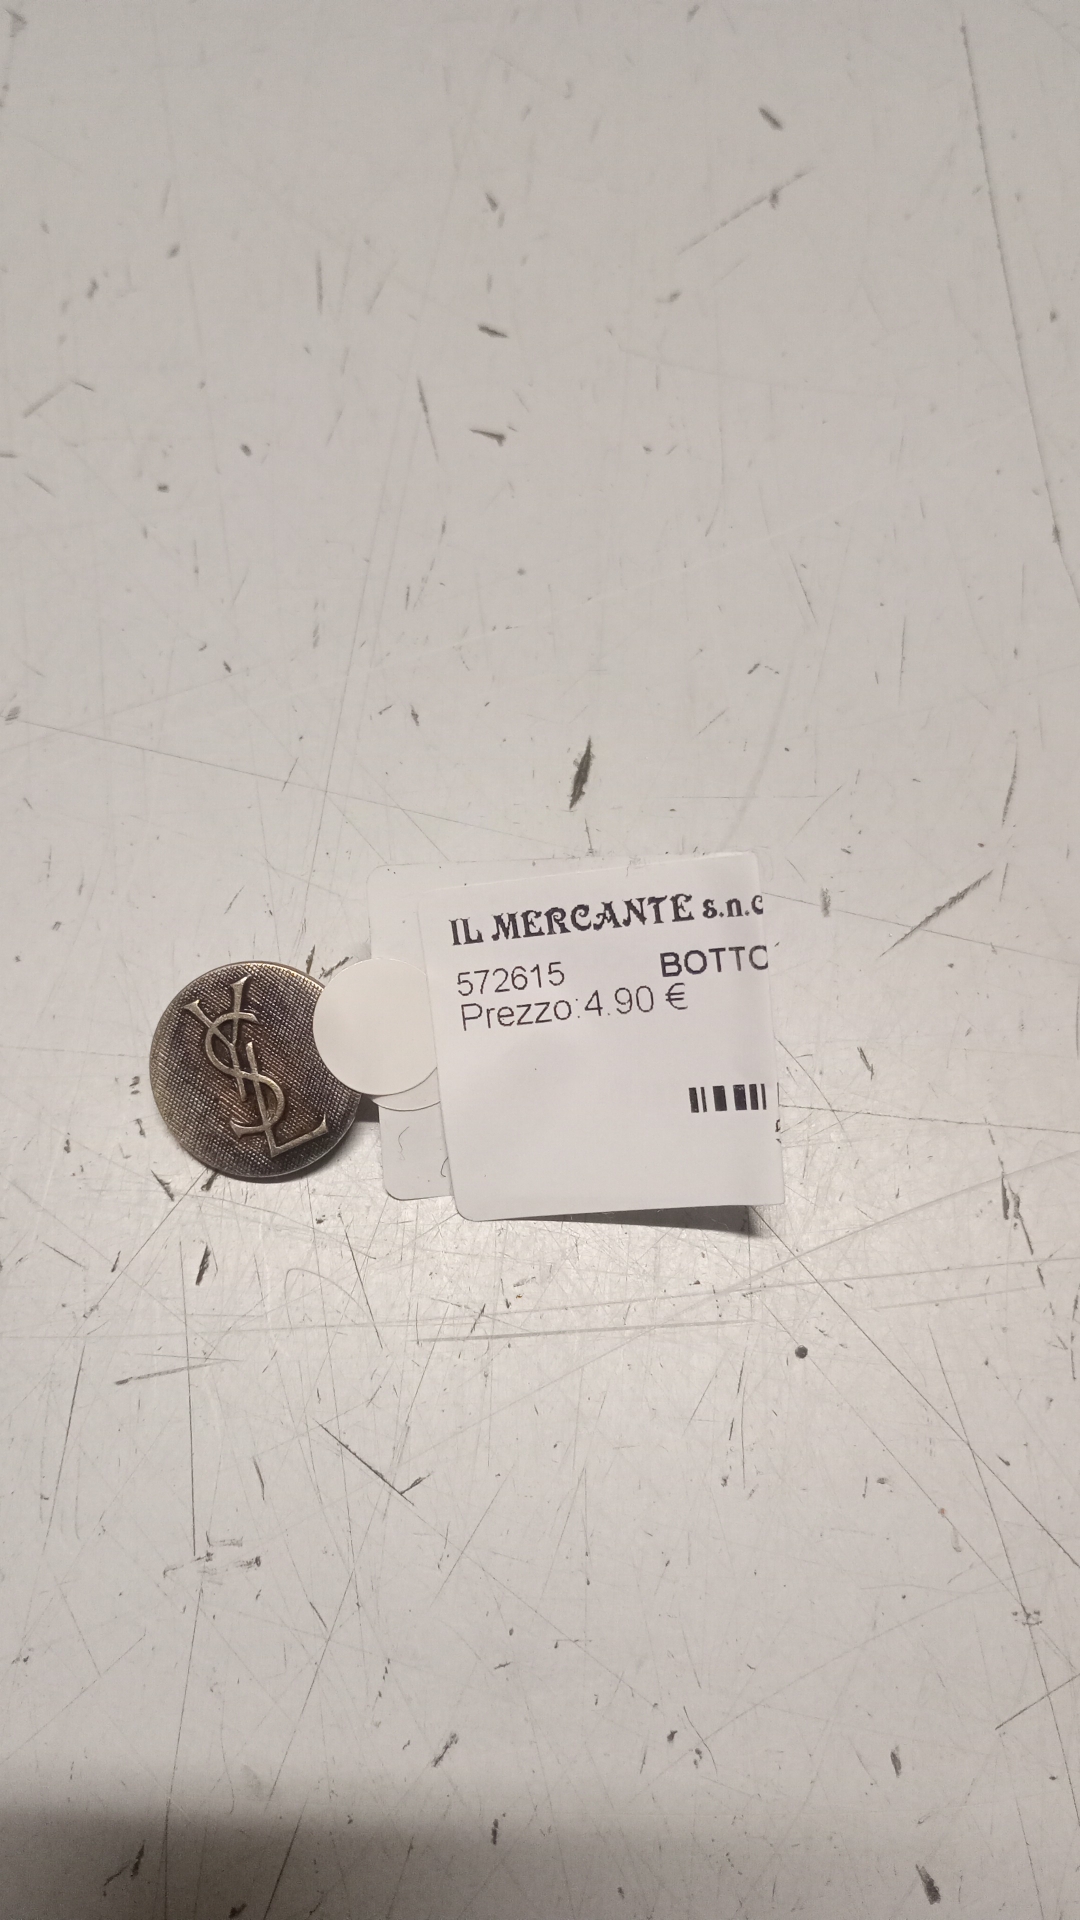 YSL
IL MERCANTE s.n.c
572615 BOTTO
Prezzo:4.90 €